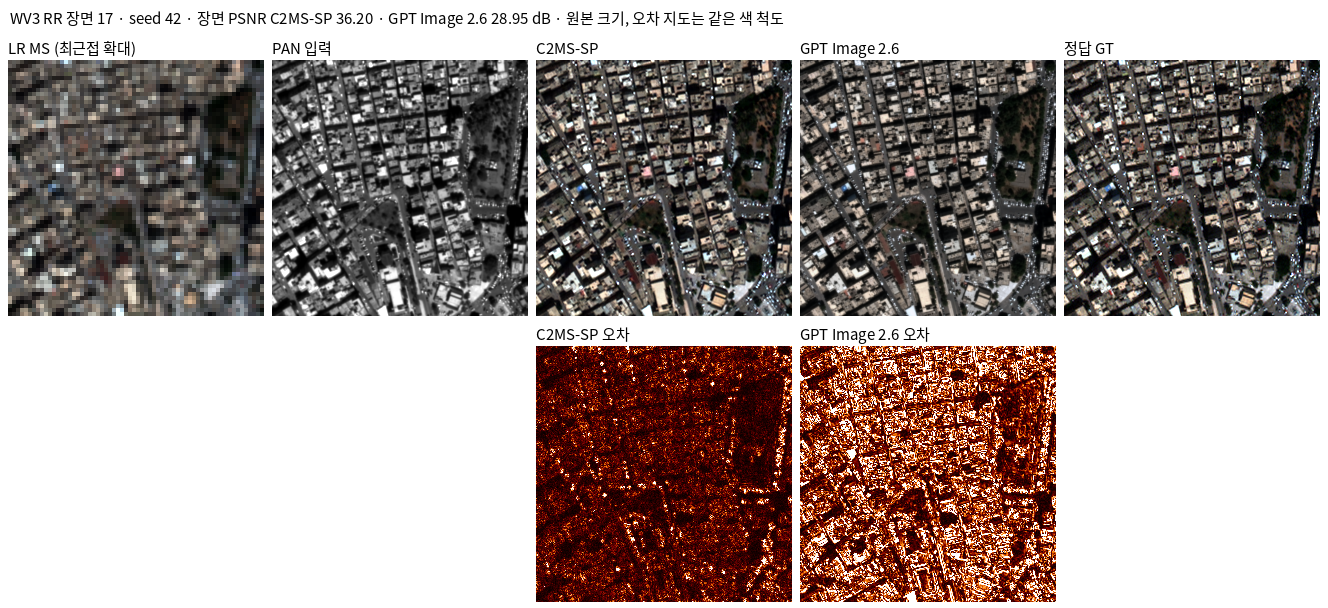 WV3 RR 장면 17 · seed 42 · 장면 PSNR C2MS-SP 36.20 · GPT Image 2.6 28.95 dB · 원본 크기, 오차 지도는 같은 색 척도
LR MS (최근접 확대)
PAN 입력
C2MS-SP
GPT Image 2.6
정답 GT
C2MS-SP 오차
GPT Image 2.6 오차